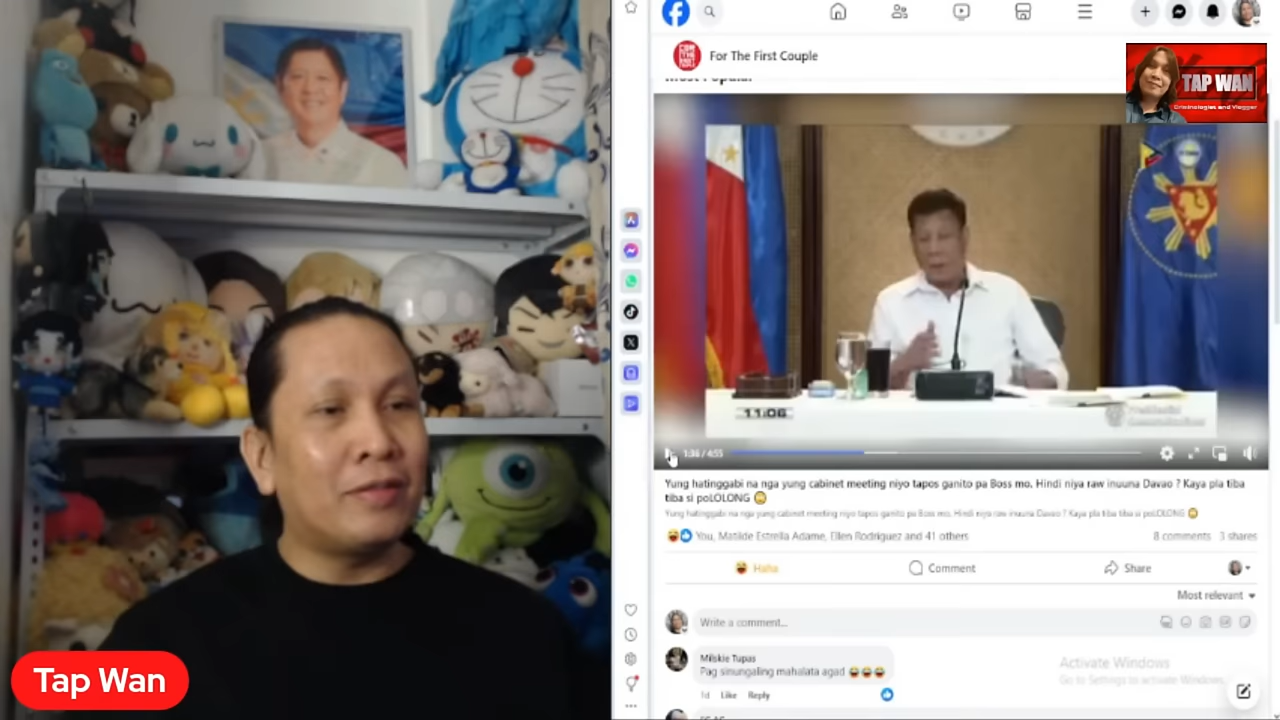 For The First Couple
Most Popular
TAP WAN
Criminologist and Vlogger
11:06
1:36 / 4:55
Yung hatinggabi na nga yung cabinet meeting niyo tapos ganito pa Boss mo. Hindi niya raw inuuna Davao ? Kaya pla tiba
tiba si poLOLONG
Yung hatinggabi na nga yung cabinet meeting niyo tapos ganito pa Boss mo. Hindi niya raw inuuna Davao ? Kaya pla tiba tiba si poLOLONG
You, Matilde Estrella Adame, Ellen Rodriguez and 41 others
8 comments 3 shares
Haha
Comment
Share
Most relevant
Write a comment...
Milskie Tupas
Pag sinungaling mahalata agad 😂😂😂
1d Like Reply
Activate Windows
Go to Settings to activate Windows.
Tap Wan